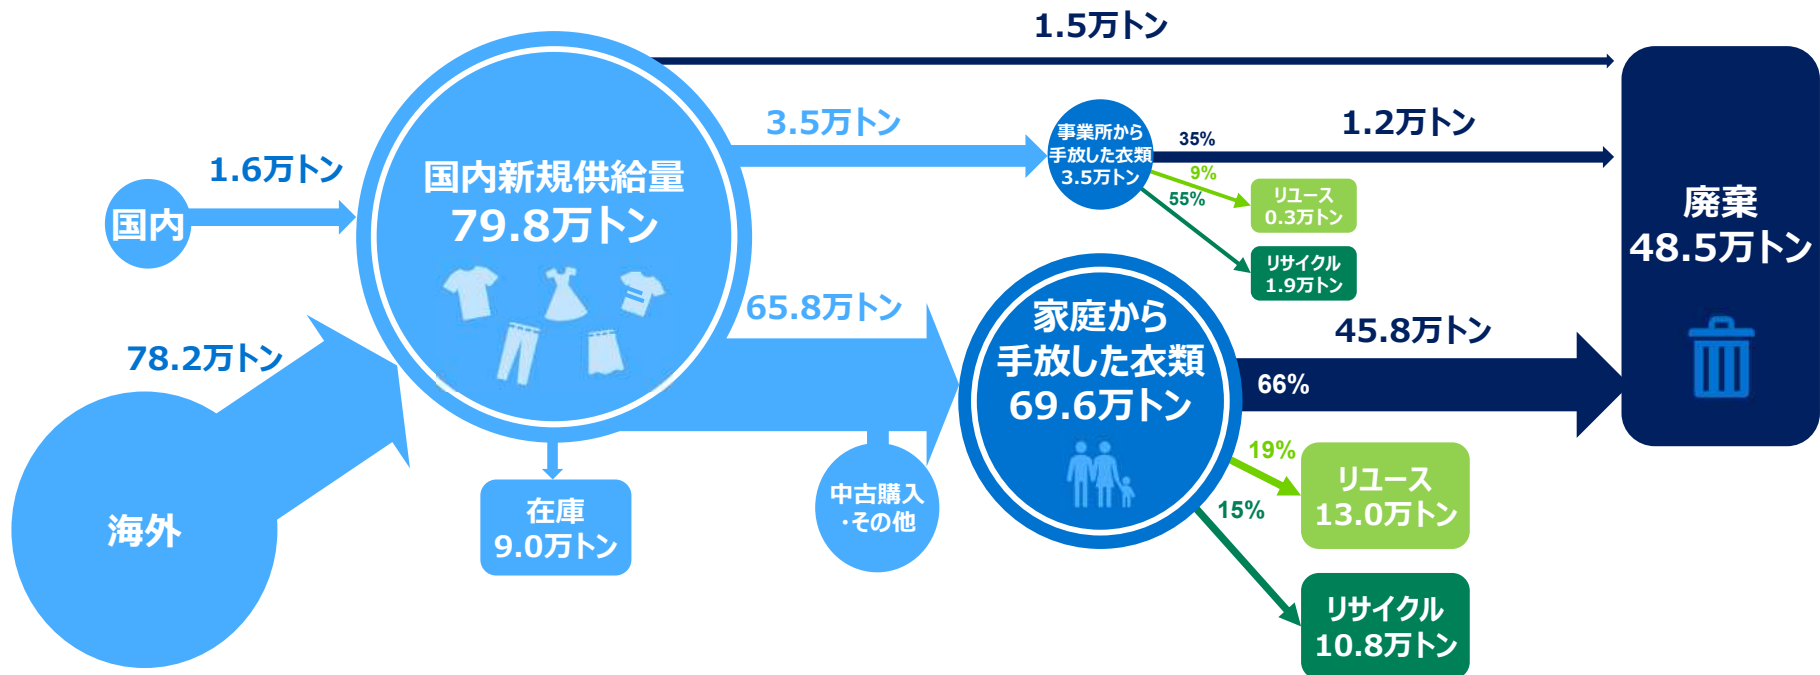 1.5万トン
3.5万トン
事業所から
手放した衣類
3.5万トン
35%
1.2万トン
9%
55%
リユース
0.3万トン
リサイクル
1.9万トン
1.6万トン
国内
国内新規供給量
79.8万トン
廃棄
48.5万トン
78.2万トン
海外
65.8万トン
家庭から
手放した衣類
69.6万トン
45.8万トン
66%
在庫
9.0万トン
中古購入
・その他
19%
リユース
13.0万トン
15%
リサイクル
10.8万トン